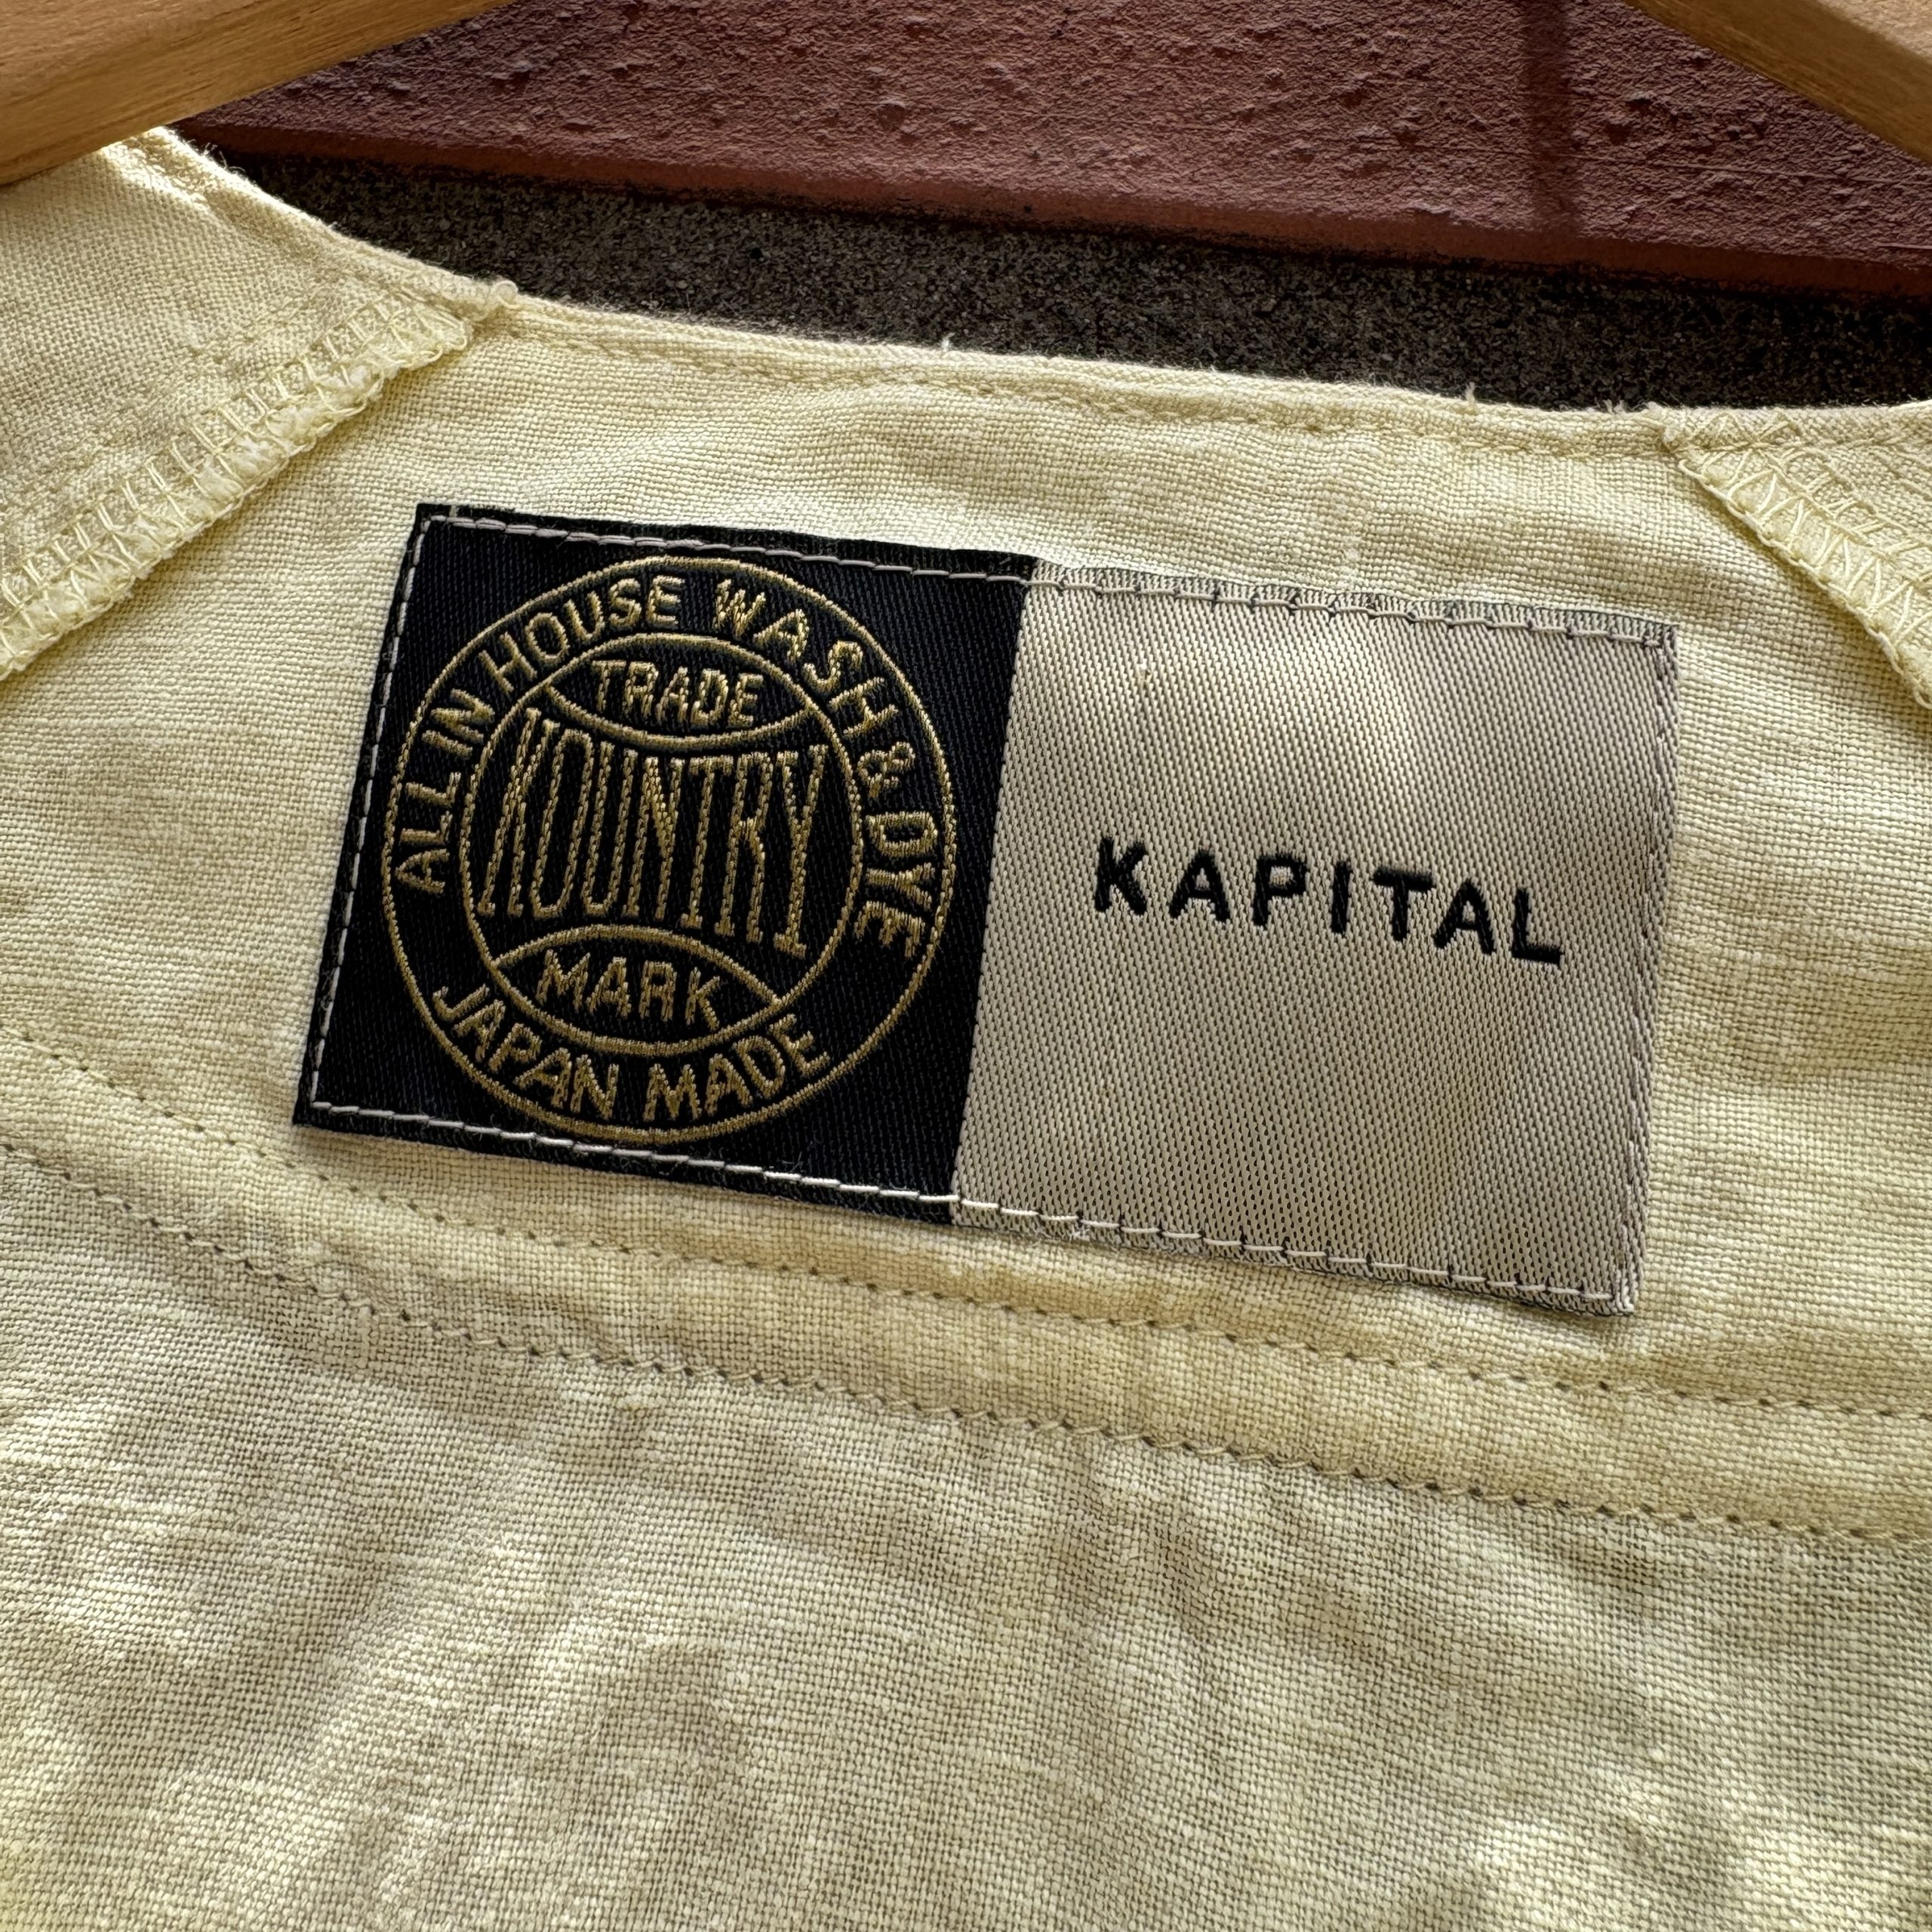 ALL IN HOUSE WASH & DYE
TRADE
KOUNTRY
MARK
JAPAN MADE
KAPITAL